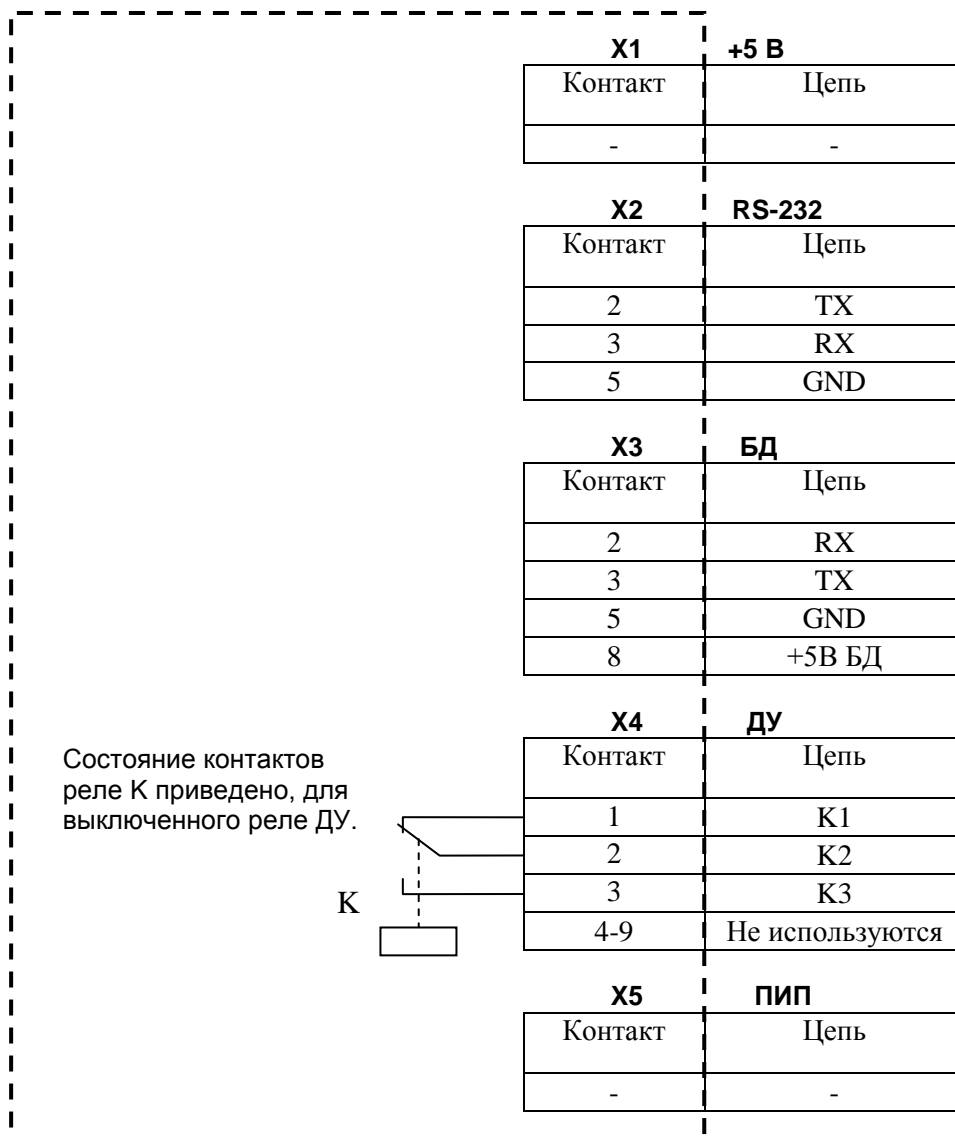 X1 +5 В
Контакт Цепь
- -
X2 RS-232
Контакт Цепь
2 TX
3 RX
5 GND
X3 БД
Контакт Цепь
2 RX
3 TX
5 GND
8 +5В БД
X4 ДУ
Контакт Цепь
Состояние контактов
реле К приведено, для
выключенного реле ДУ.
1 K1
2 K2
3 K3
К
4-9 Не используются
X5 ПИП
Контакт Цепь
- -